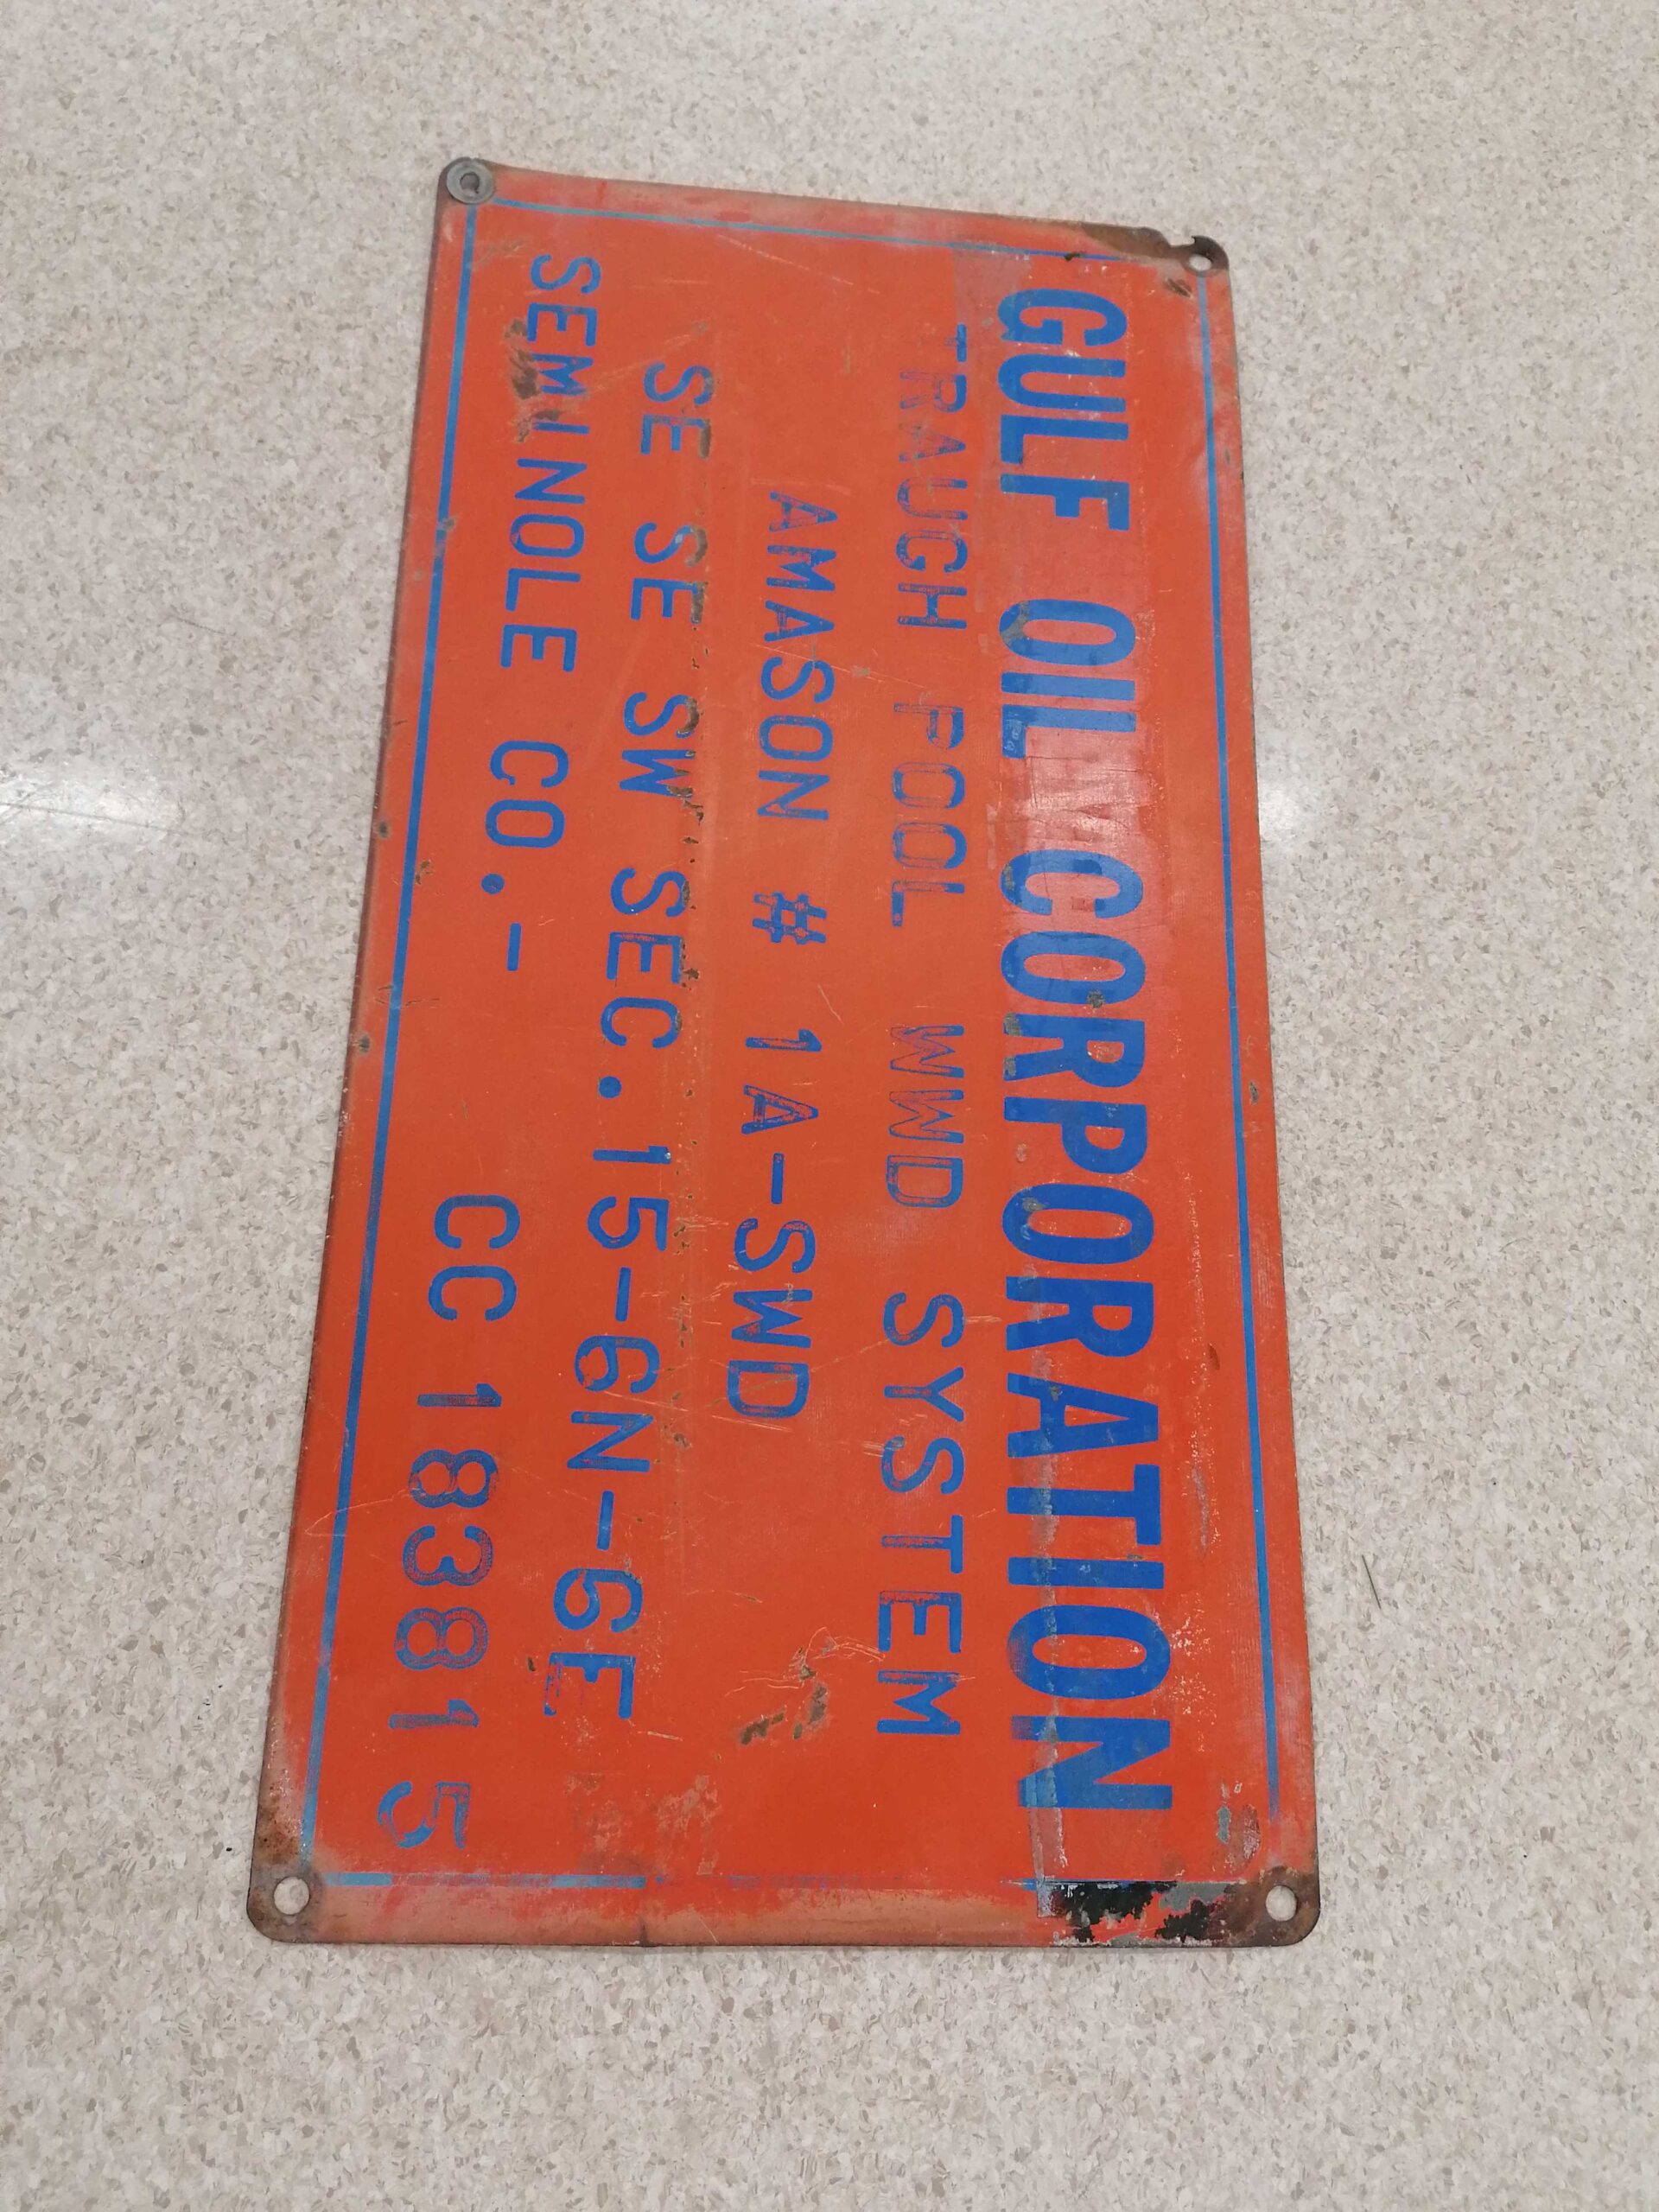 GULF OIL CORPORATION
TRAUGH POOL WWD SYSTEM
AMASON # 1A-SWD
SE SE SW SEC. 15-6N-6E
SEMINOLE CO.- CC 183815